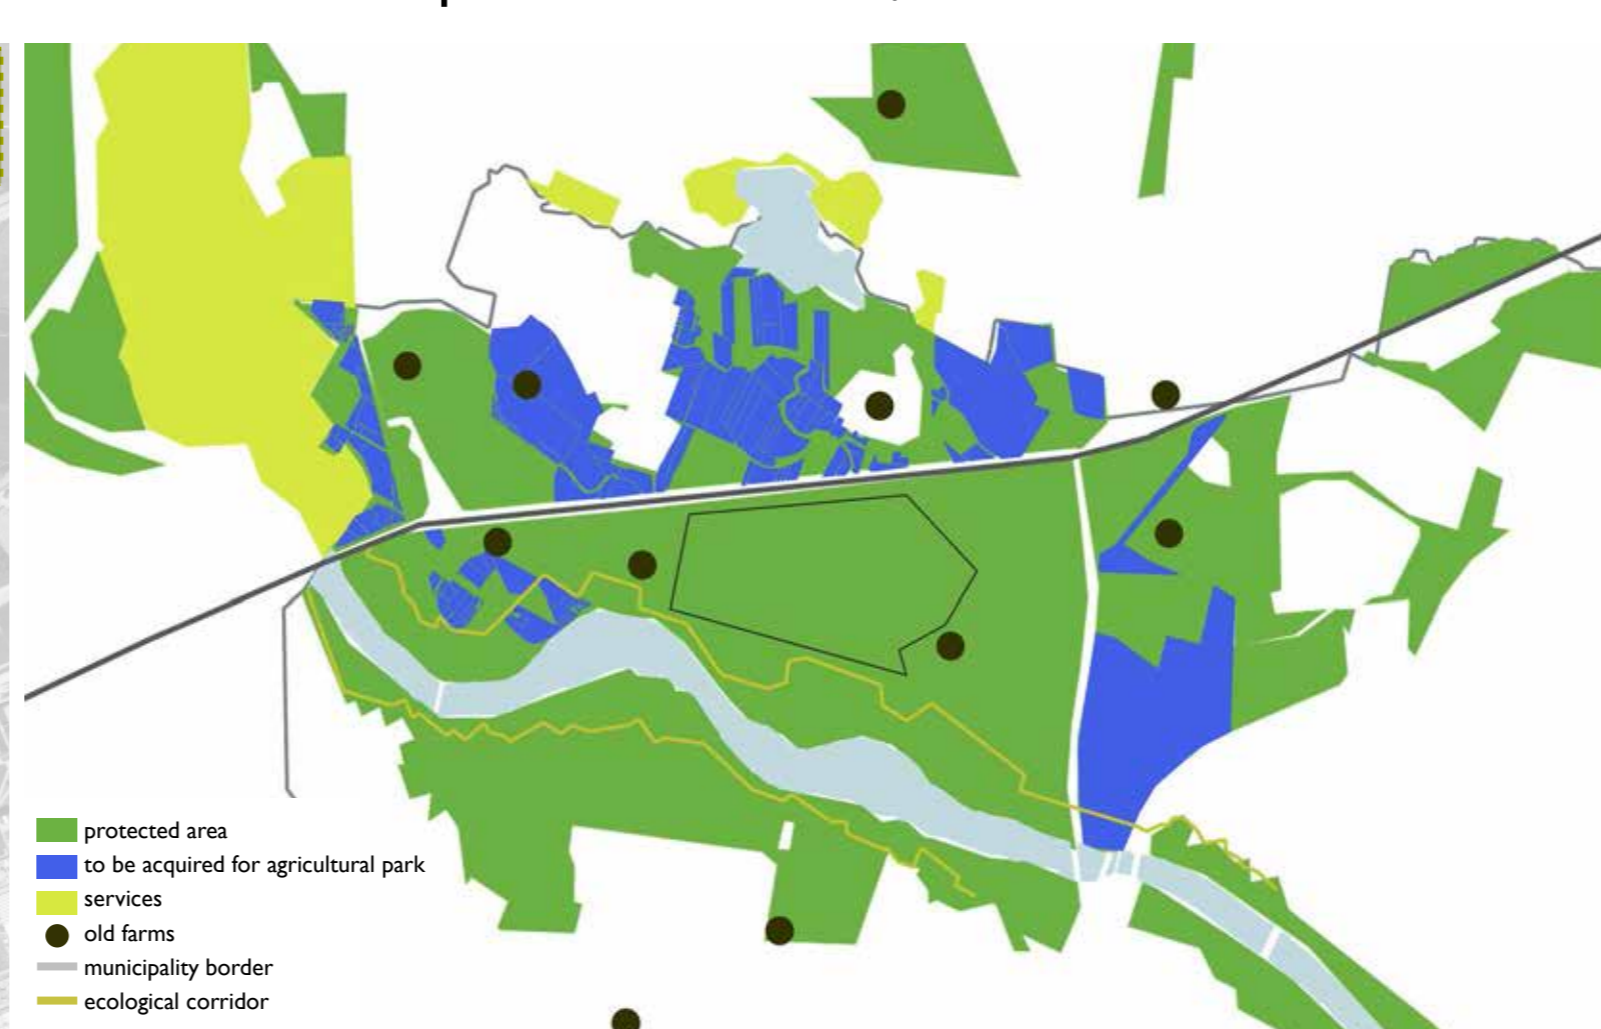 protected area
to be acquired for agricultural park
services
old farms
municipality border
ecological corridor